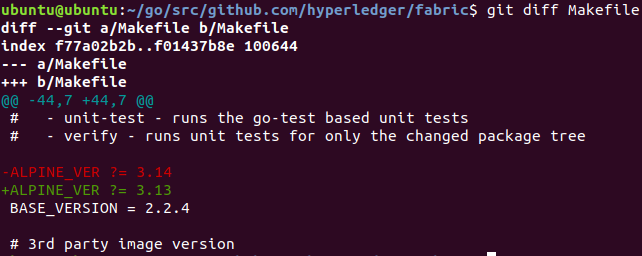 ubuntu@ubuntu:~/go/src/github.com/hyperledger/fabric$ git diff Makefile
diff --git a/Makefile b/Makefile
index f77a02b2b..f01437b8e 100644
--- a/Makefile
+++ b/Makefile
@@ -44,7 +44,7 @@
 #   - unit-test - runs the go-test based unit tests
 #   - verify - runs unit tests for only the changed package tree

-ALPINE_VER ?= 3.14
+ALPINE_VER ?= 3.13
 BASE_VERSION = 2.2.4

 # 3rd party image version